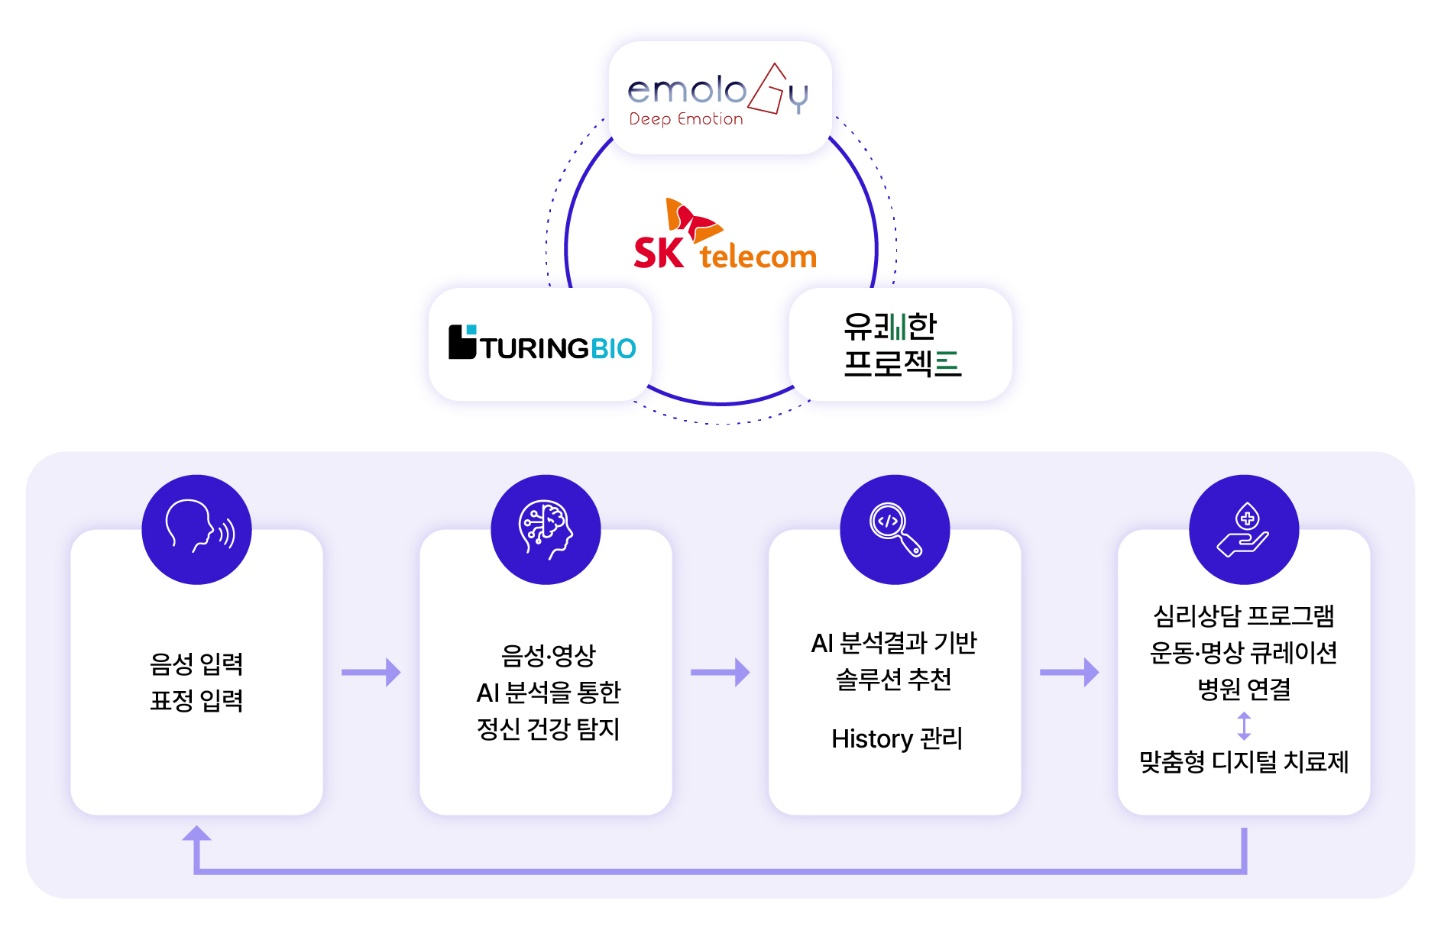 emoloGy
Deep Emotion
SK telecom
TURINGBIO
유쾌한
프로젝트
음성 입력
표정 입력
음성·영상
AI 분석을 통한
정신 건강 탐지
</>
AI 분석결과 기반
솔루션 추천
History 관리
심리상담 프로그램
운동·명상 큐레이션
병원 연결
맞춤형 디지털 치료제